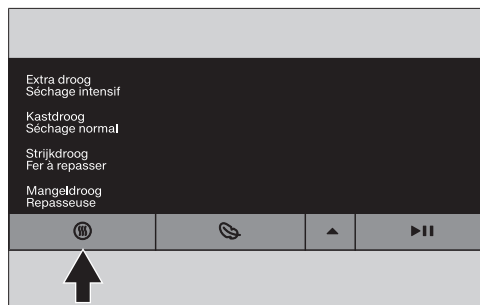 Extra droog
Séchage intensif
Kastdroog
Séchage normal
Strijkdroog
Fer à repasser
Mangeldroog
Repasseuse